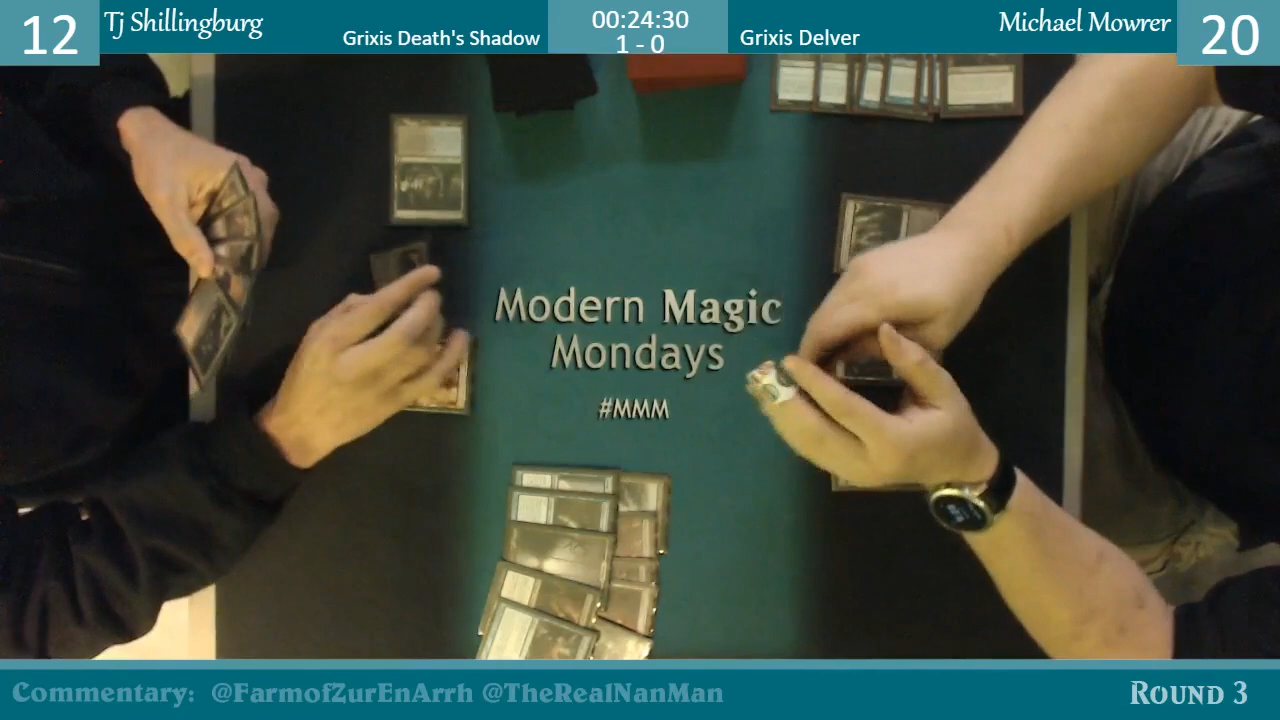 12
Tj Shillingburg
Grixis Death's Shadow
00:24:30
1 - 0
Grixis Delver
Michael Mowrer
20
Modern Magic
Mondays
#MMM
Commentary: @FarmofZurEnArrh @TheRealNanMan
Round 3